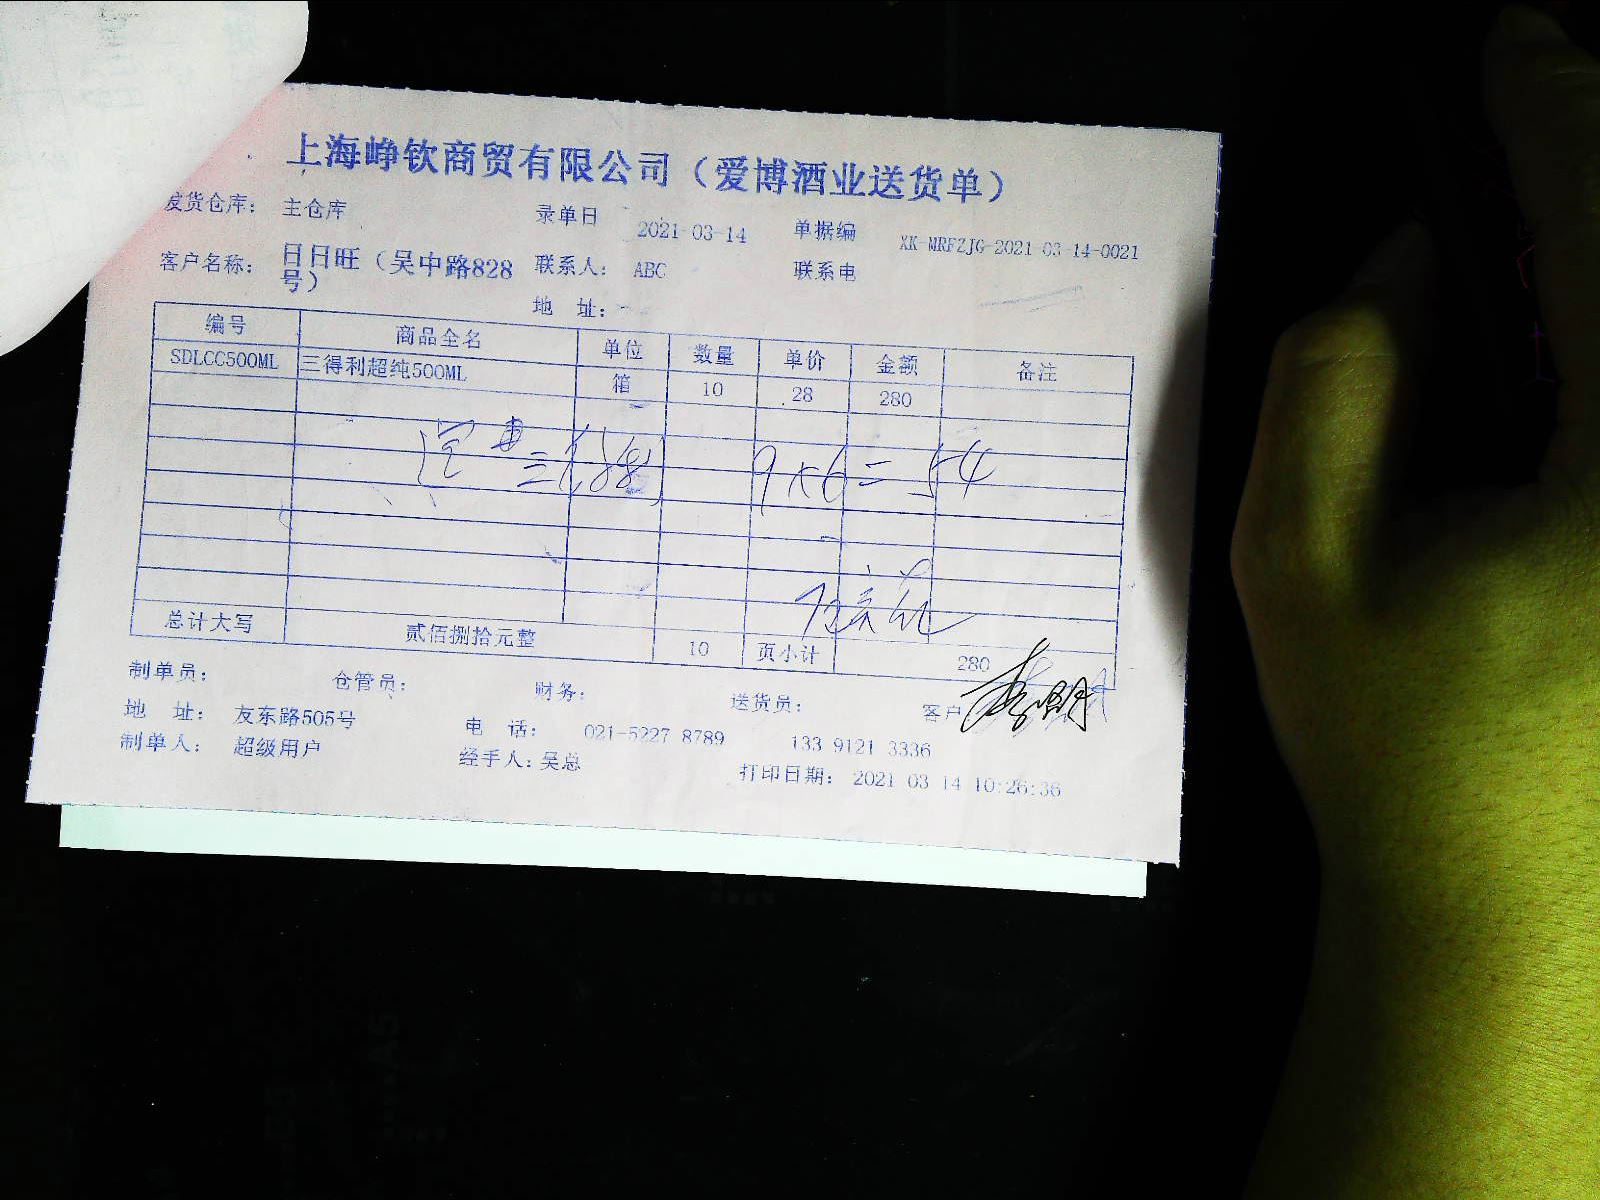 上海峥钦商贸有限公司（爱博酒业送货单）
发货仓库： 主仓库 录单日 2021-03-14 单据编 XK-MRFZJG-2021-03-14-0021
客户名称： 日日旺（吴中路828号） 联系人： ABC 联系电
地 址：
编号 商品全名 单位 数量 单价 金额 备注
SDLCC500ML 三得利超纯500ML 箱 10 28 280
9x6=54
总计大写 贰佰捌拾元整 10 页小计 280
制单员： 仓管员： 财务： 送货员： 客户
地 址： 友东路505号 电 话： 021-5227 8789 133 9121 3336
制单人： 超级用户 经手人：吴总 打印日期： 2021 03 14 10:26:36